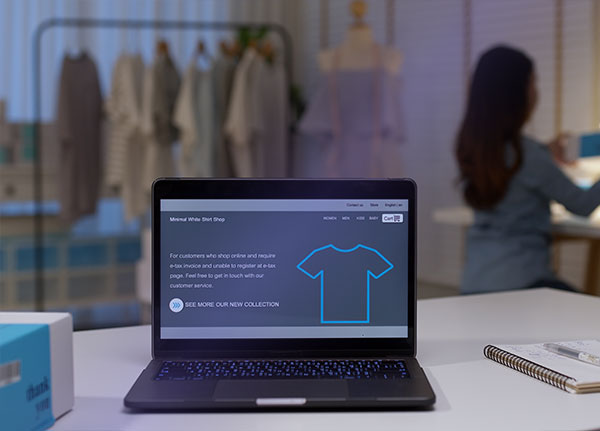 Contact us Store English
Minimal White Shirt Shop WOMEN MEN KIDS BABY Cart
For customers who shop online and require
e-tax invoice and unable to register at e-tax
page. Feel free to get in touch with our
customer service.
SEE MORE OUR NEW COLLECTION
thank
you